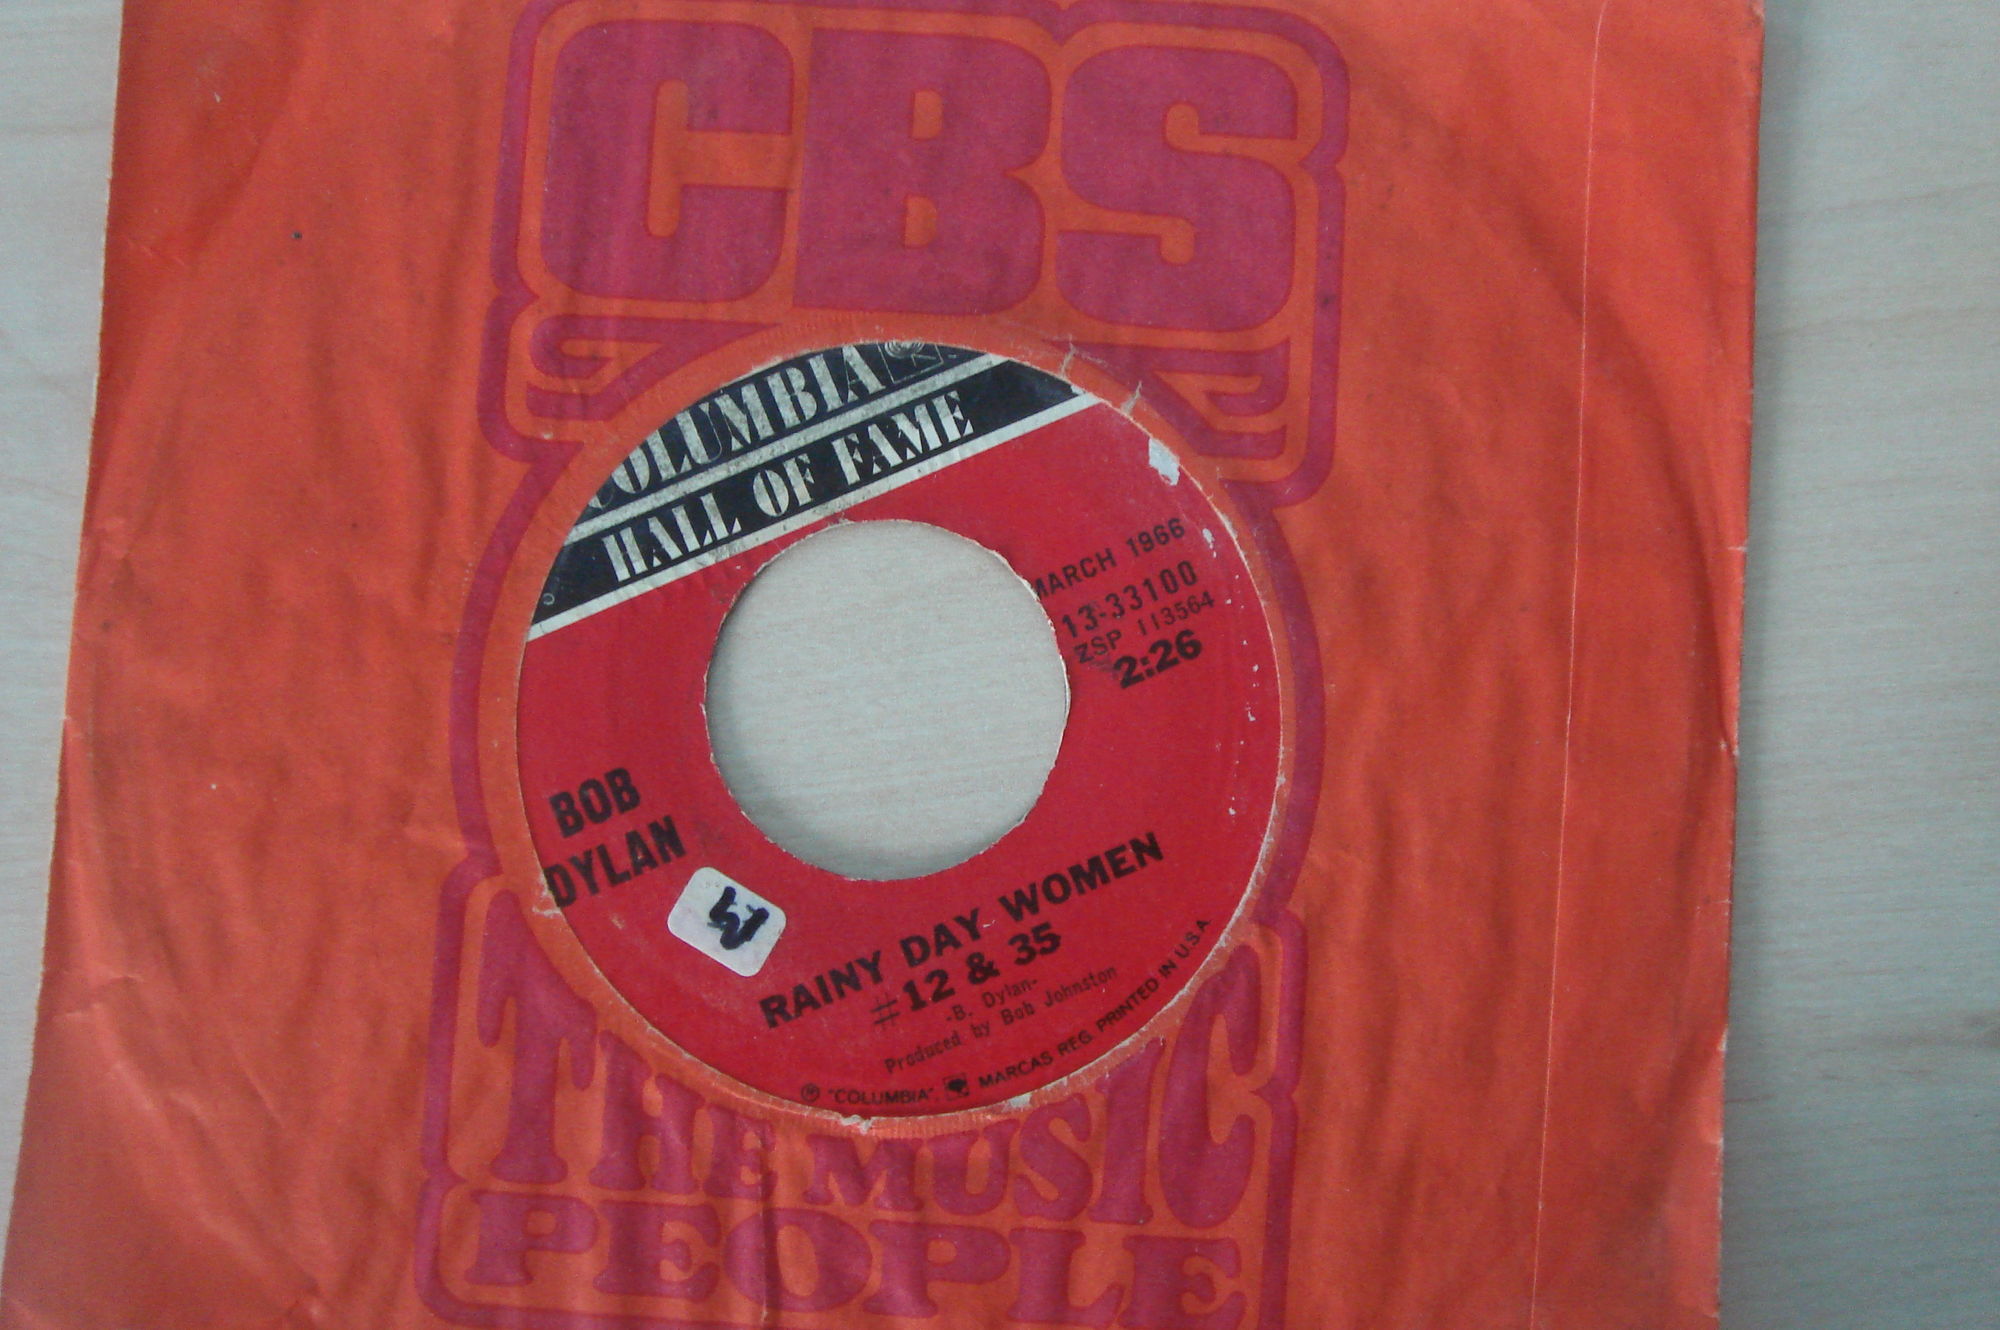 CBS
COLUMBIA
HALL OF FAME
MARCH 1966
13-33100
ZSP 113564
2:26
BOB
DYLAN
RAINY DAY WOMEN
#12 & 35
-B. Dylan-
Produced by Bob Johnston
® "COLUMBIA", MARCAS REG. PRINTED IN U.S.A.
THE MUSIC
PEOPLE